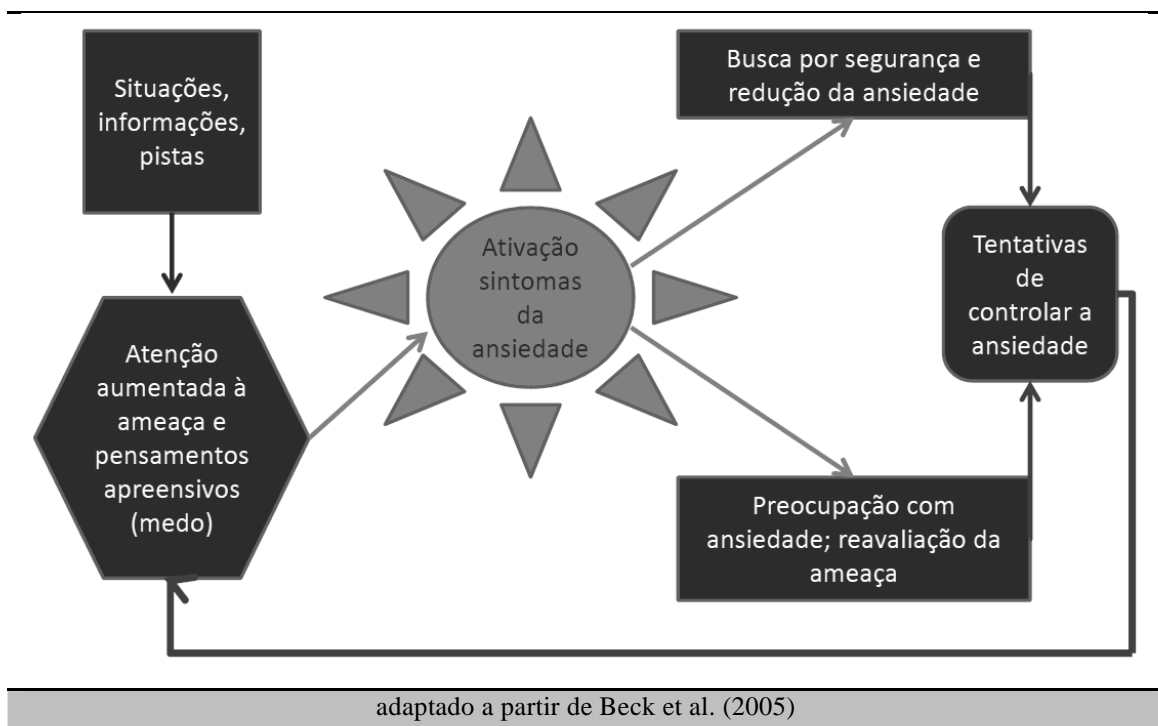 Situações,
informações,
pistas
Atenção
aumentada à
ameaça e
pensamentos
apreensivos
(medo)
Ativação
sintomas
da
ansiedade
Busca por segurança e
redução da ansiedade
Preocupação com
ansiedade; reavaliação da
ameaça
Tentativas
de
controlar a
ansiedade
adaptado a partir de Beck et al. (2005)